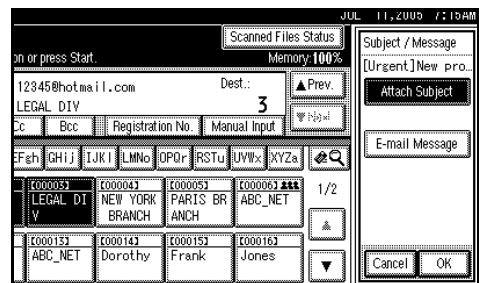 JUL 11,2005 7:15AM
Scanned Files Status
Subject / Message
on or press Start.
Memory:100%
[Urgent]New pro...
12345@hotmail.com
Dest.:
▲Prev.
Attach Subject
LEGAL DIV
3
▼Next
Cc
Bcc
Registration No.
Manual Input
E-mail Message
EFgh
GHij
IJKl
LMNo
OPQr
RSTu
UVWx
XYZa
[00003]
[00004]
[00005]
[00006]
1/2
LEGAL DI
V
NEW YORK
BRANCH
PARIS BR
ANCH
ABC_NET
[00013]
[00014]
[00015]
[00016]
ABC_NET
Dorothy
Frank
Jones
▼
Cancel
OK